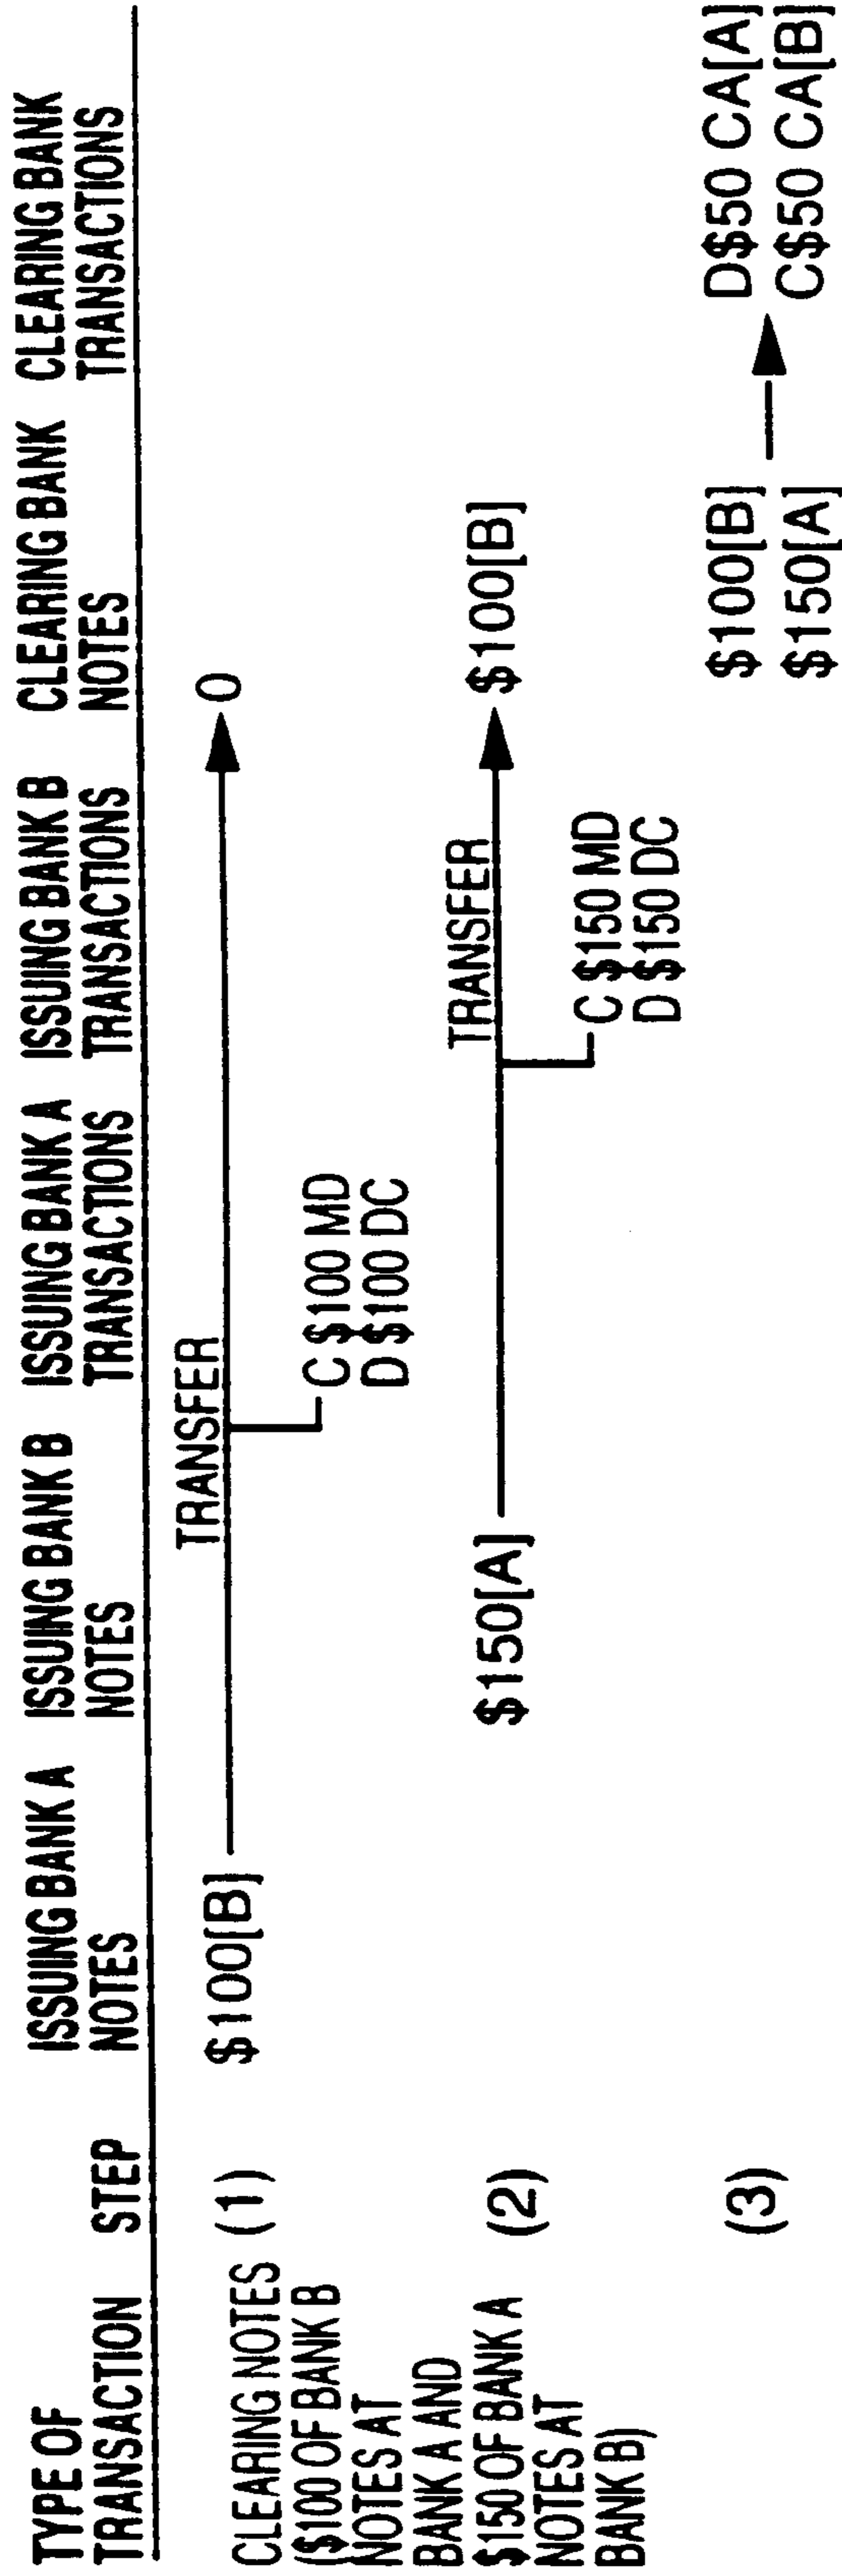 TYPE OF
TRANSACTION
STEP
ISSUING BANK A
NOTES
ISSUING BANK B
NOTES
ISSUING BANK A
TRANSACTIONS
ISSUING BANK B
TRANSACTIONS
CLEARING BANK
NOTES
CLEARING BANK
TRANSACTIONS
CLEARING NOTES
($100 OF BANK B
NOTES AT
BANK A AND
$150 OF BANK A
NOTES AT
BANK B)
(1)
$100[B]
TRANSFER
C $100 MD
D $100 DC
0
(2)
$150[A]
TRANSFER
C $150 MD
D $150 DC
$100[B]
(3)
$100[B]
$150[A]
D$50 CA[A]
C$50 CA[B]